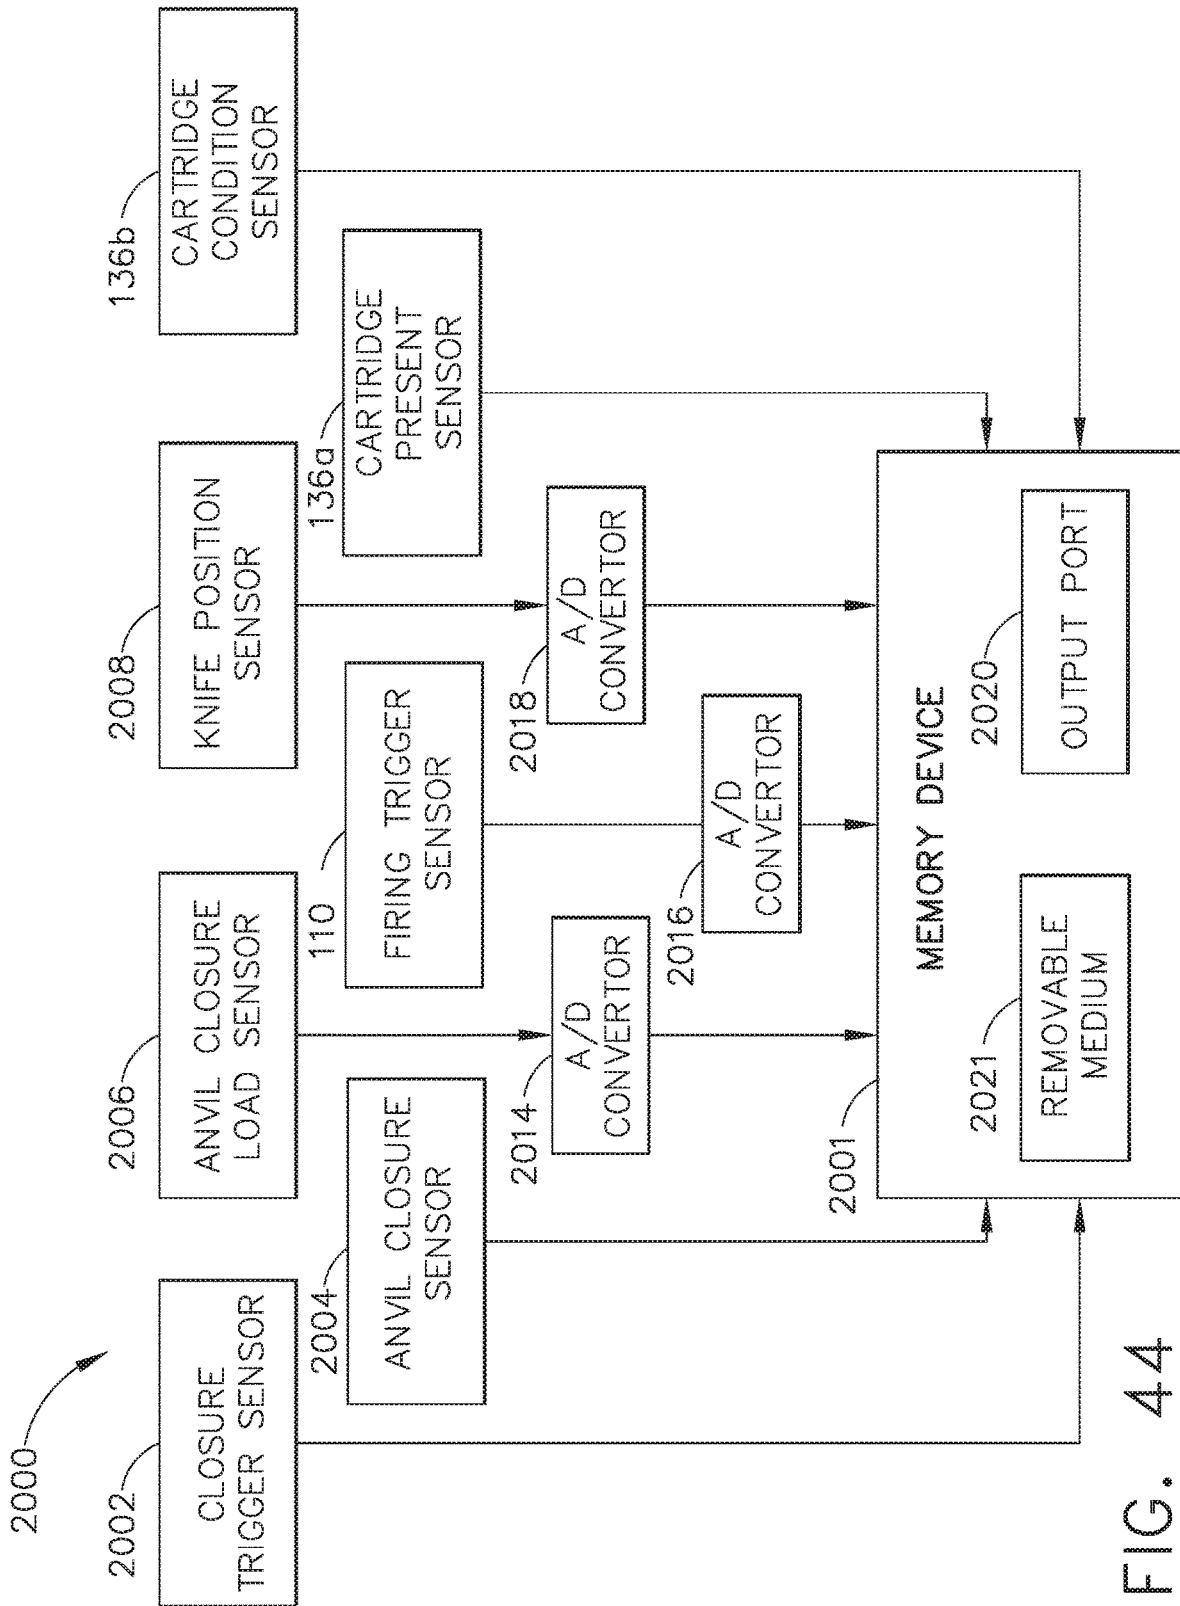 2000
2002
CLOSURE
TRIGGER SENSOR
2006
ANVIL CLOSURE
LOAD SENSOR
2008
KNIFE POSITION
SENSOR
136b
CARTRIDGE
CONDITION
SENSOR
2004
ANVIL CLOSURE
SENSOR
110
FIRING TRIGGER
SENSOR
136a
CARTRIDGE
PRESENT
SENSOR
2014
A/D
CONVERTOR
2018
A/D
CONVERTOR
2016
A/D
CONVERTOR
2001
MEMORY DEVICE
2021
REMOVABLE
MEDIUM
2020
OUTPUT PORT
FIG. 44